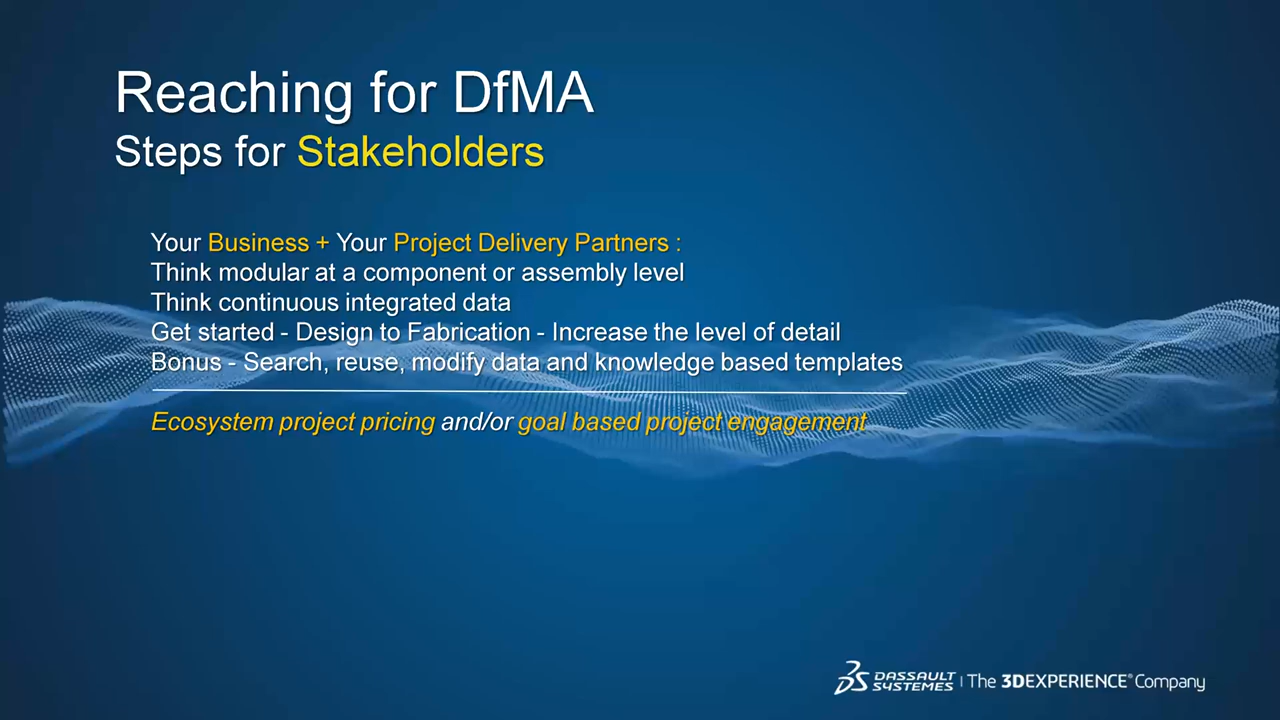 Reaching for DfMA
Steps for Stakeholders
Your Business + Your Project Delivery Partners :
Think modular at a component or assembly level
Think continuous integrated data
Get started - Design to Fabrication - Increase the level of detail
Bonus - Search, reuse, modify data and knowledge based templates
Ecosystem project pricing and/or goal based project engagement
DASSAULT SYSTEMES | The 3DEXPERIENCE® Company